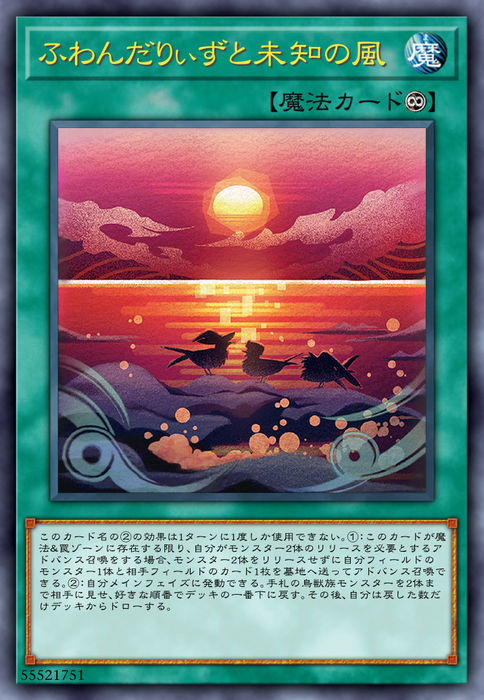 ふわんだりぃずと未知の風
魔
【魔法カード♾】
このカード名の②の効果は1ターンに1度しか使用できない。①:このカードが魔
法&罠ゾーンに存在する限り、自分がモンスター2体のリリースを必要とするア
ドバンス召喚をする場合、モンスター2体をリリースせずに自分フィールドの
モンスター1体と相手フィールドのカード1枚を墓地へ送ってアドバンス召喚で
きる。②:自分メインフェイズに発動できる。手札の鳥獣族モンスターを2体ま
で相手に見せ、好きな順番でデッキの一番下に戻す。その後、自分は戻した数だ
けデッキからドローする。
55521751